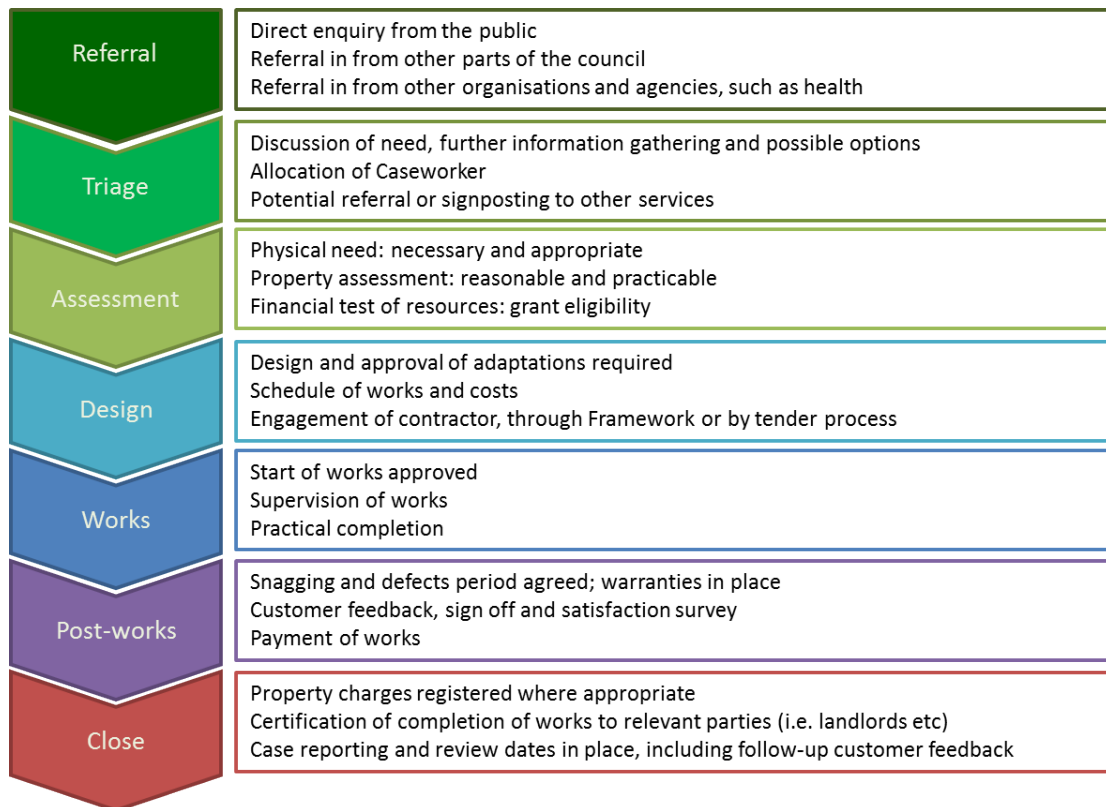 Referral
Direct enquiry from the public
Referral in from other parts of the council
Referral in from other organisations and agencies, such as health
Triage
Discussion of need, further information gathering and possible options
Allocation of Caseworker
Potential referral or signposting to other services
Assessment
Physical need: necessary and appropriate
Property assessment: reasonable and practicable
Financial test of resources: grant eligibility
Design
Design and approval of adaptations required
Schedule of works and costs
Engagement of contractor, through Framework or by tender process
Works
Start of works approved
Supervision of works
Practical completion
Post-works
Snagging and defects period agreed; warranties in place
Customer feedback, sign off and satisfaction survey
Payment of works
Close
Property charges registered where appropriate
Certification of completion of works to relevant parties (i.e. landlords etc)
Case reporting and review dates in place, including follow-up customer feedback